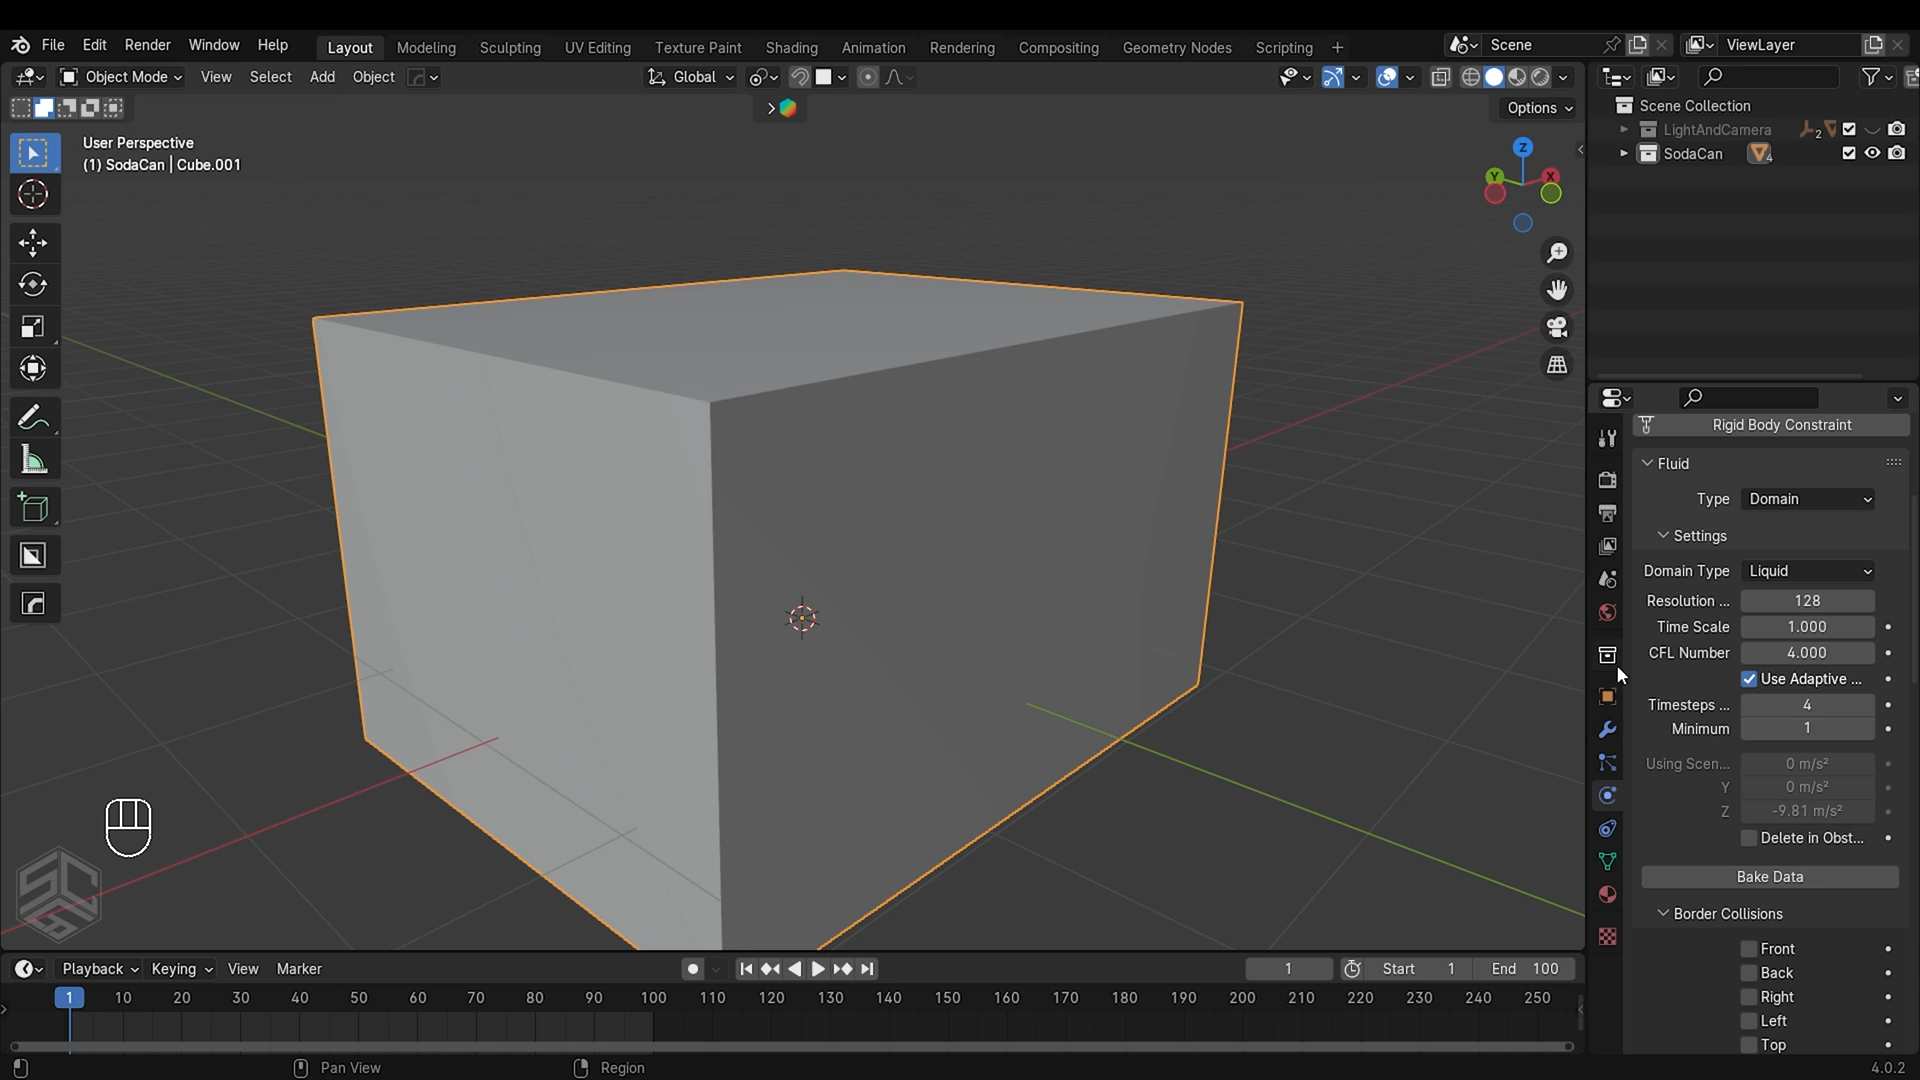 File Edit Render Window Help Layout Modeling Sculpting UV Editing Texture Paint Shading Animation Rendering Compositing Geometry Nodes Scripting + Scene ViewLayer
Object Mode View Select Add Object Global
Options
User Perspective
(1) SodaCan | Cube.001
Z
Y X
Scene Collection
LightAndCamera 2
SodaCan 4
Rigid Body Constraint
Fluid
Type Domain
Settings
Domain Type Liquid
Resolution ... 128
Time Scale 1.000
CFL Number 4.000
Use Adaptive ...
Timesteps ... 4
Minimum 1
Using Scen... 0 m/s²
Y 0 m/s²
Z -9.81 m/s²
Delete in Obst...
Bake Data
Border Collisions
Front
Back
Right
Left
Top
Playback Keying View Marker 1 Start 1 End 100
1 10 20 30 40 50 60 70 80 90 100 110 120 130 140 150 160 170 180 190 200 210 220 230 240 250
Pan View Region 4.0.2